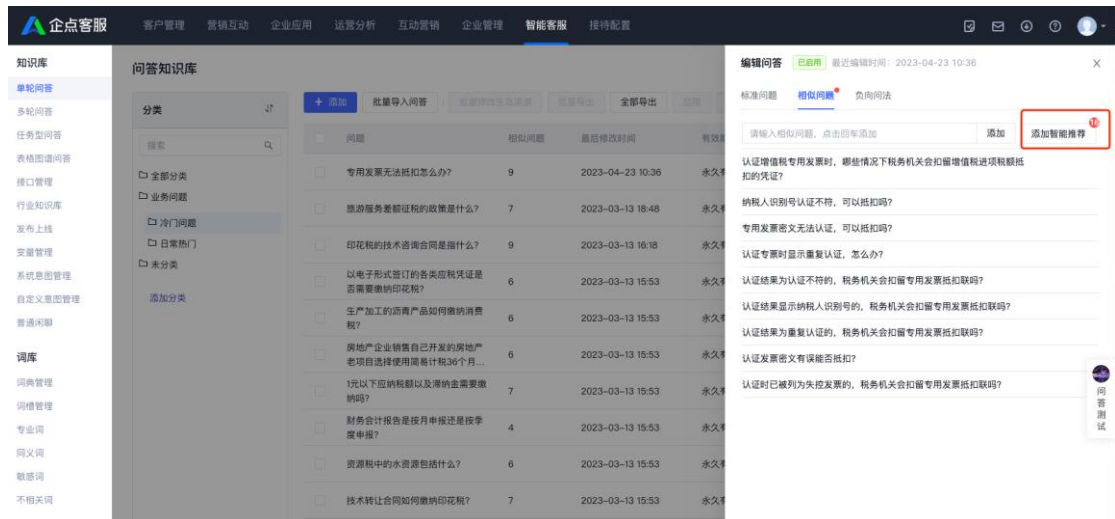 企点客服
客户管理 营销互动 企业应用 运营分析 互动营销 企业管理 智能客服 接待配置
知识库
单轮问答
多轮问答
任务型问答
表格图谱问答
接口管理
行业知识库
发布上线
变量管理
系统意图管理
自定义意图管理
普通闲聊
词库
词典管理
词槽管理
专业词
同义词
敏感词
不相关词
问答知识库
分类
搜索
全部分类
业务问题
冷门问题
日常热门
未分类
添加分类
+ 添加 批量导入问答 批量修改生效渠道 批量导出 全部导出 启用
问题 相似问题 最后修改时间 有效期
专用发票无法抵扣怎么办? 9 2023-04-23 10:36 永久有
旅游服务差额征税的政策是什么? 7 2023-03-13 18:48 永久有
印花税的技术咨询合同是指什么? 9 2023-03-13 16:18 永久有
以电子形式签订的各类应税凭证是
否需要缴纳印花税? 6 2023-03-13 15:53 永久有
生产加工的沥青产品如何缴纳消费
税? 6 2023-03-13 15:53 永久有
房地产企业销售自己开发的房地产
老项目选择使用简易计税36个月... 6 2023-03-13 15:53 永久有
1元以下应纳税额以及滞纳金需要缴
纳吗? 7 2023-03-13 15:53 永久有
财务会计报告是按月申报还是按季
度申报? 4 2023-03-13 15:53 永久有
资源税中的水资源包括什么? 6 2023-03-13 15:53 永久有
技术转让合同如何缴纳印花税? 7 2023-03-13 15:53 永久有
编辑问答 已启用 最近编辑时间: 2023-04-23 10:36
标准问题 相似问题 负向问法
请输入相似问题,点击回车添加 添加 添加智能推荐 16
认证增值税专用发票时,哪些情况下税务机关会扣留增值税进项税额抵
扣的凭证?
纳税人识别号认证不符,可以抵扣吗?
专用发票密文无法认证,可以抵扣吗?
认证专票时显示重复认证,怎么办?
认证结果为认证不符的,税务机关会扣留专用发票抵扣联吗?
认证结果显示纳税人识别号的,税务机关会扣留专用发票抵扣联吗?
认证结果为重复认证的,税务机关会扣留专用发票抵扣联吗?
认证发票密文有误能否抵扣?
认证时已被列为失控发票的,税务机关会扣留专用发票抵扣联吗?
问答测试